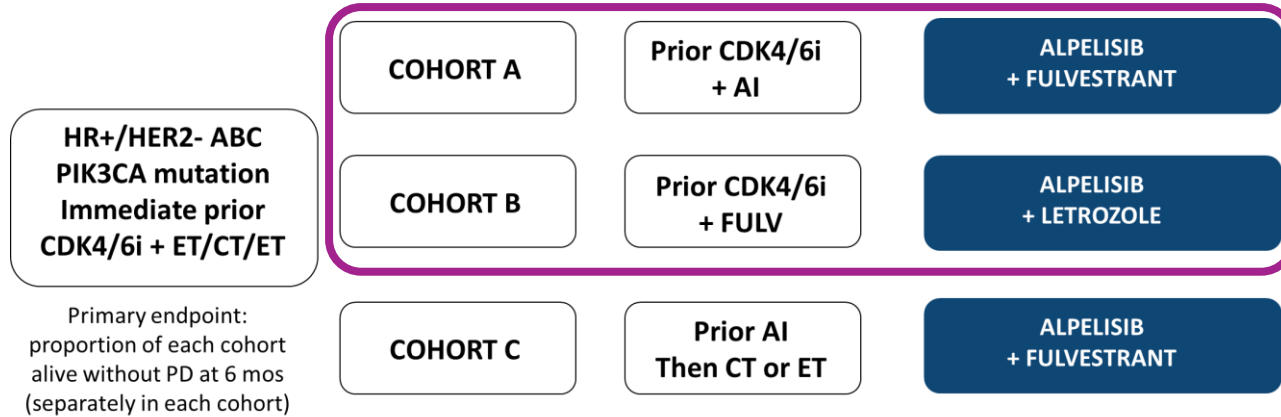 HR+/HER2- ABC
PIK3CA mutation
Immediate prior
CDK4/6i + ET/CT/ET
Primary endpoint:
proportion of each cohort
alive without PD at 6 mos
(separately in each cohort)
COHORT A
Prior CDK4/6i
+ AI
ALPELISIB
+ FULVESTRANT
COHORT B
Prior CDK4/6i
+ FULV
ALPELISIB
+ LETROZOLE
COHORT C
Prior AI
Then CT or ET
ALPELISIB
+ FULVESTRANT